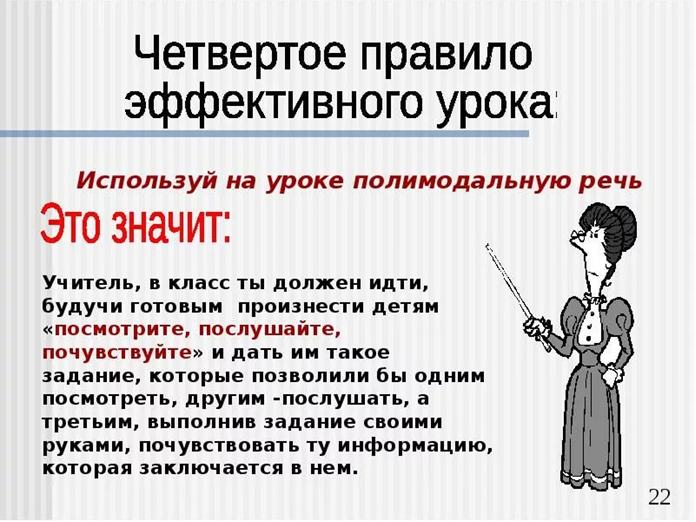 Четвертое правило
эффективного урока:
Используй на уроке полимодальную речь
Это значит:
Учитель, в класс ты должен идти,
будучи готовым произнести детям
«посмотрите, послушайте,
почувствуйте» и дать им такое
задание, которые позволили бы одним
посмотреть, другим -послушать, а
третьим, выполнив задание своими
руками, почувствовать ту информацию,
которая заключается в нем.
22